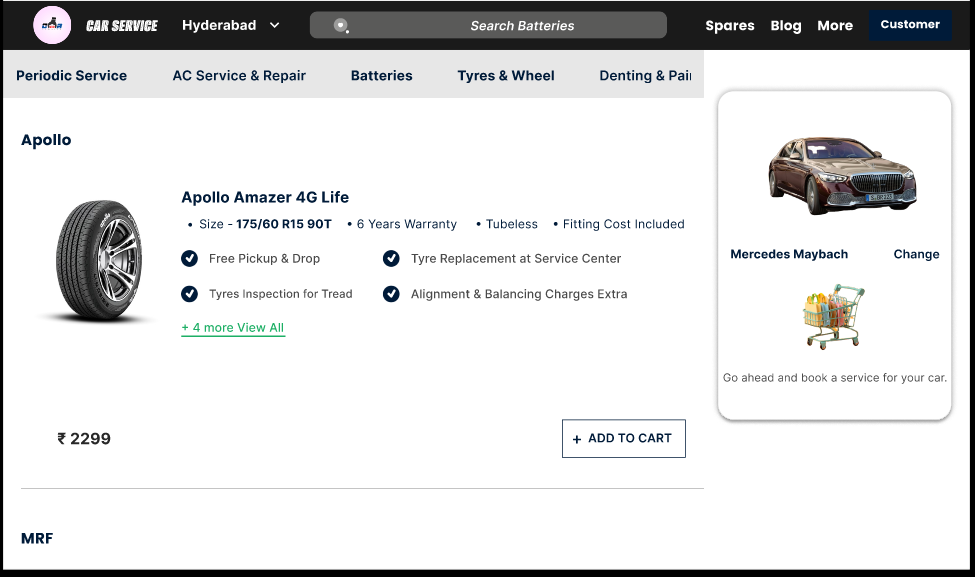 CAR SERVICE Hyderabad Search Batteries Spares Blog More Customer
Periodic Service AC Service & Repair Batteries Tyres & Wheel Denting & Pai
Apollo
Apollo Amazer 4G Life
• Size - 175/60 R15 90T • 6 Years Warranty • Tubeless • Fitting Cost Included
Free Pickup & Drop Tyre Replacement at Service Center
Tyres Inspection for Tread Alignment & Balancing Charges Extra
+ 4 more View All
₹ 2299
+ ADD TO CART
MRF
Mercedes Maybach Change
Go ahead and book a service for your car.